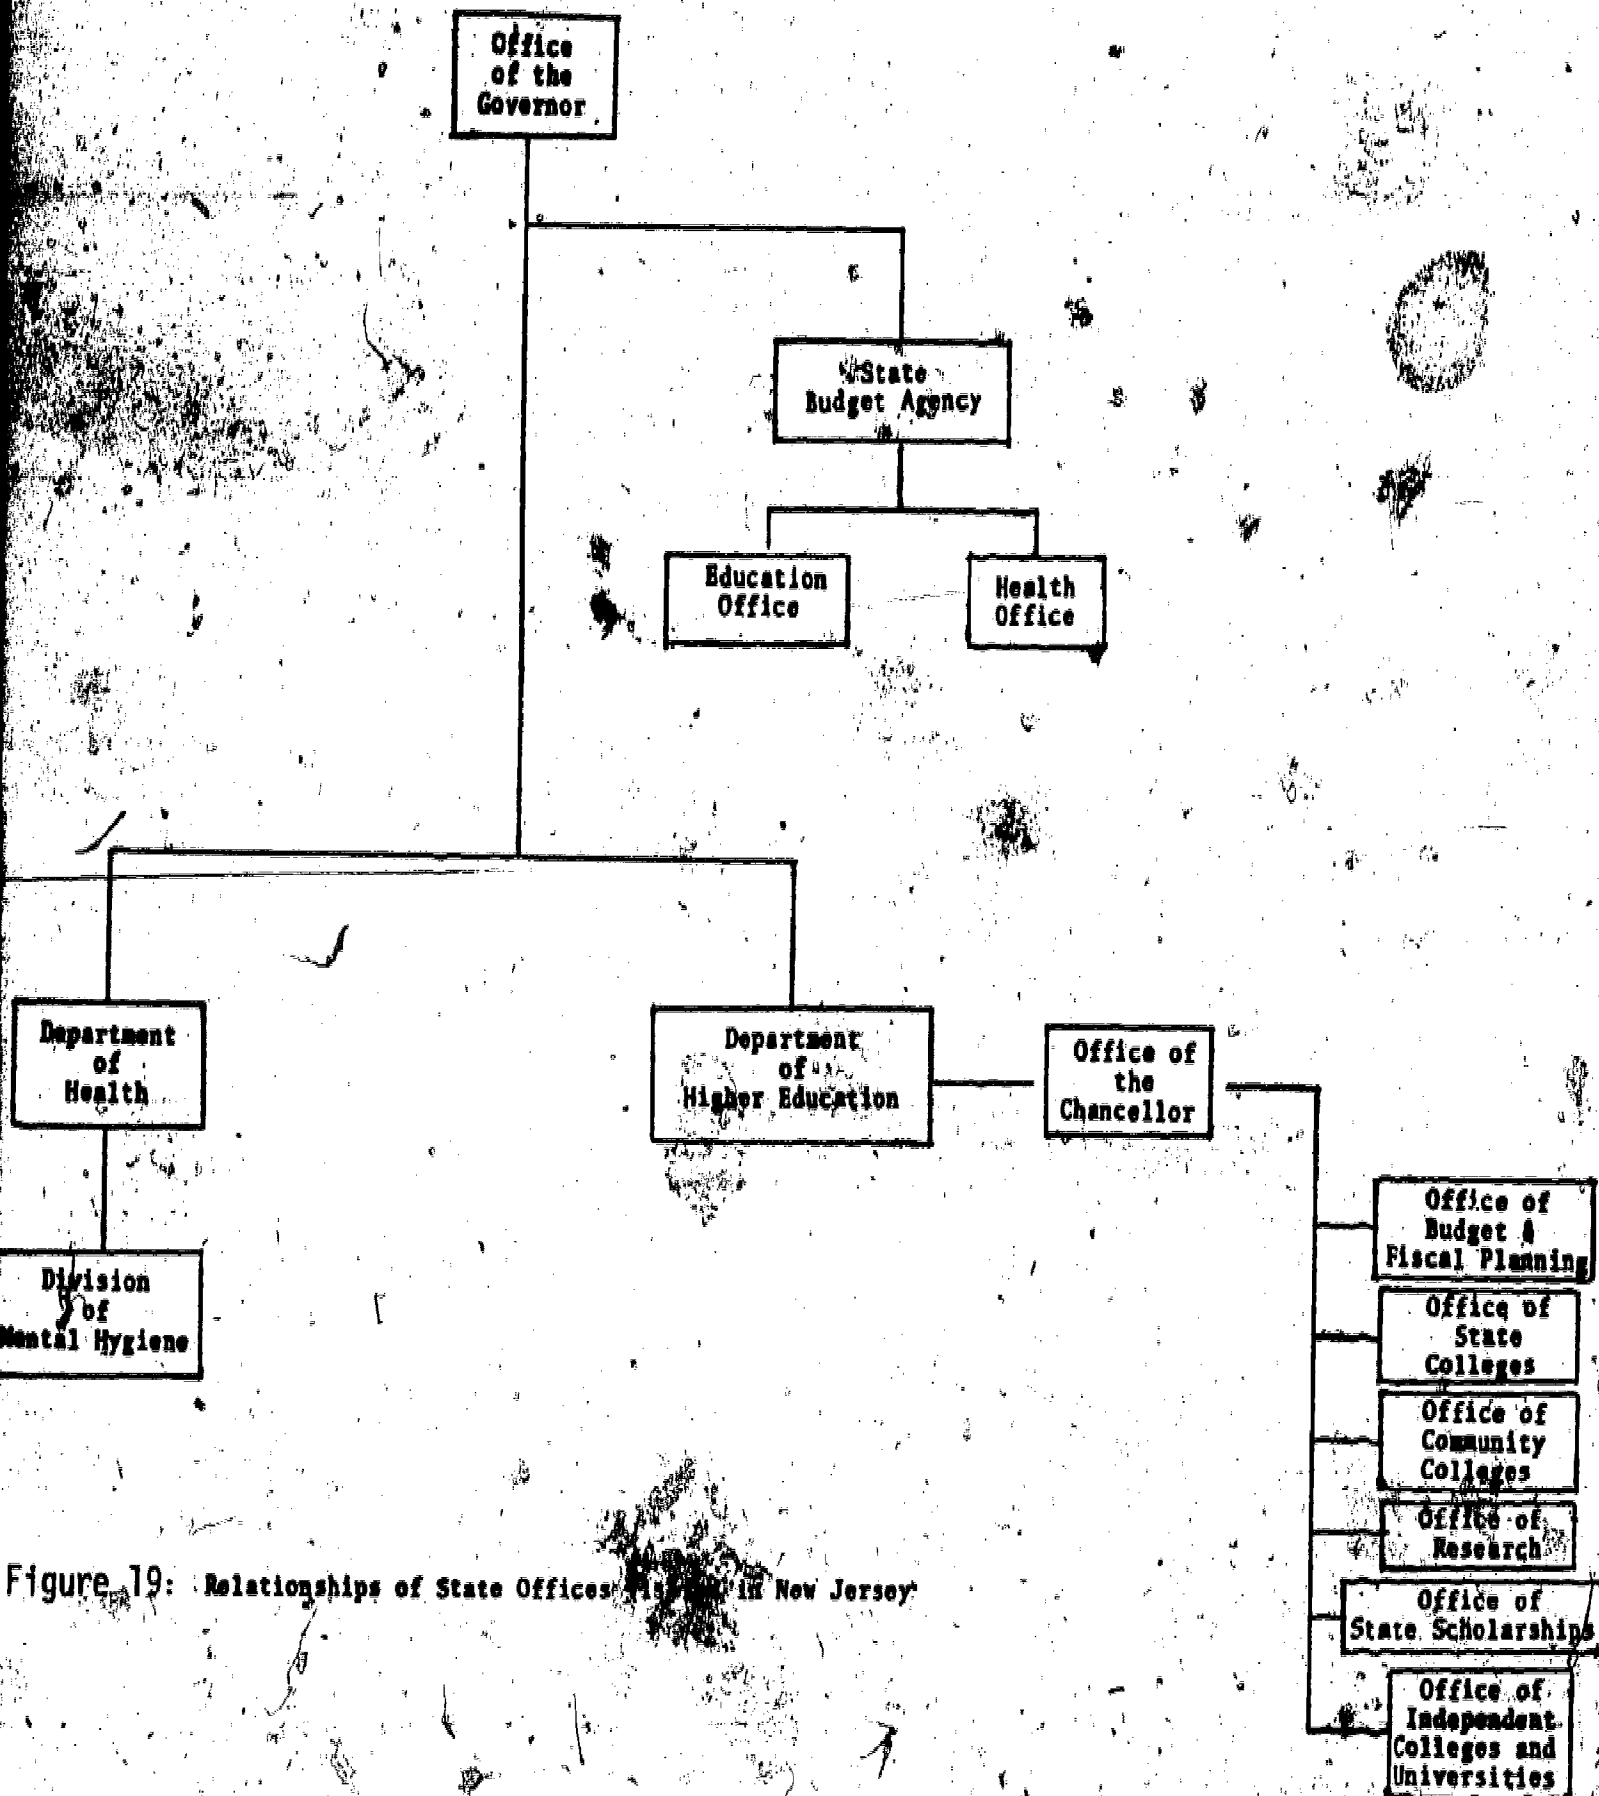 Office
of the
Governor
State
Budget Agency
Education
Office
Health
Office
Department
of
Health
Department
of
Higher Education
Office of
the
Chancellor
Division
of
Mental Hygiene
Office of
Budget &
Fiscal Planning
Office of
State
Colleges
Office of
Community
Colleges
Office of
Research
Office of
State Scholarships
Office of
Independent
Colleges and
Universities
Figure 19: Relationships of State Offices in New Jersey